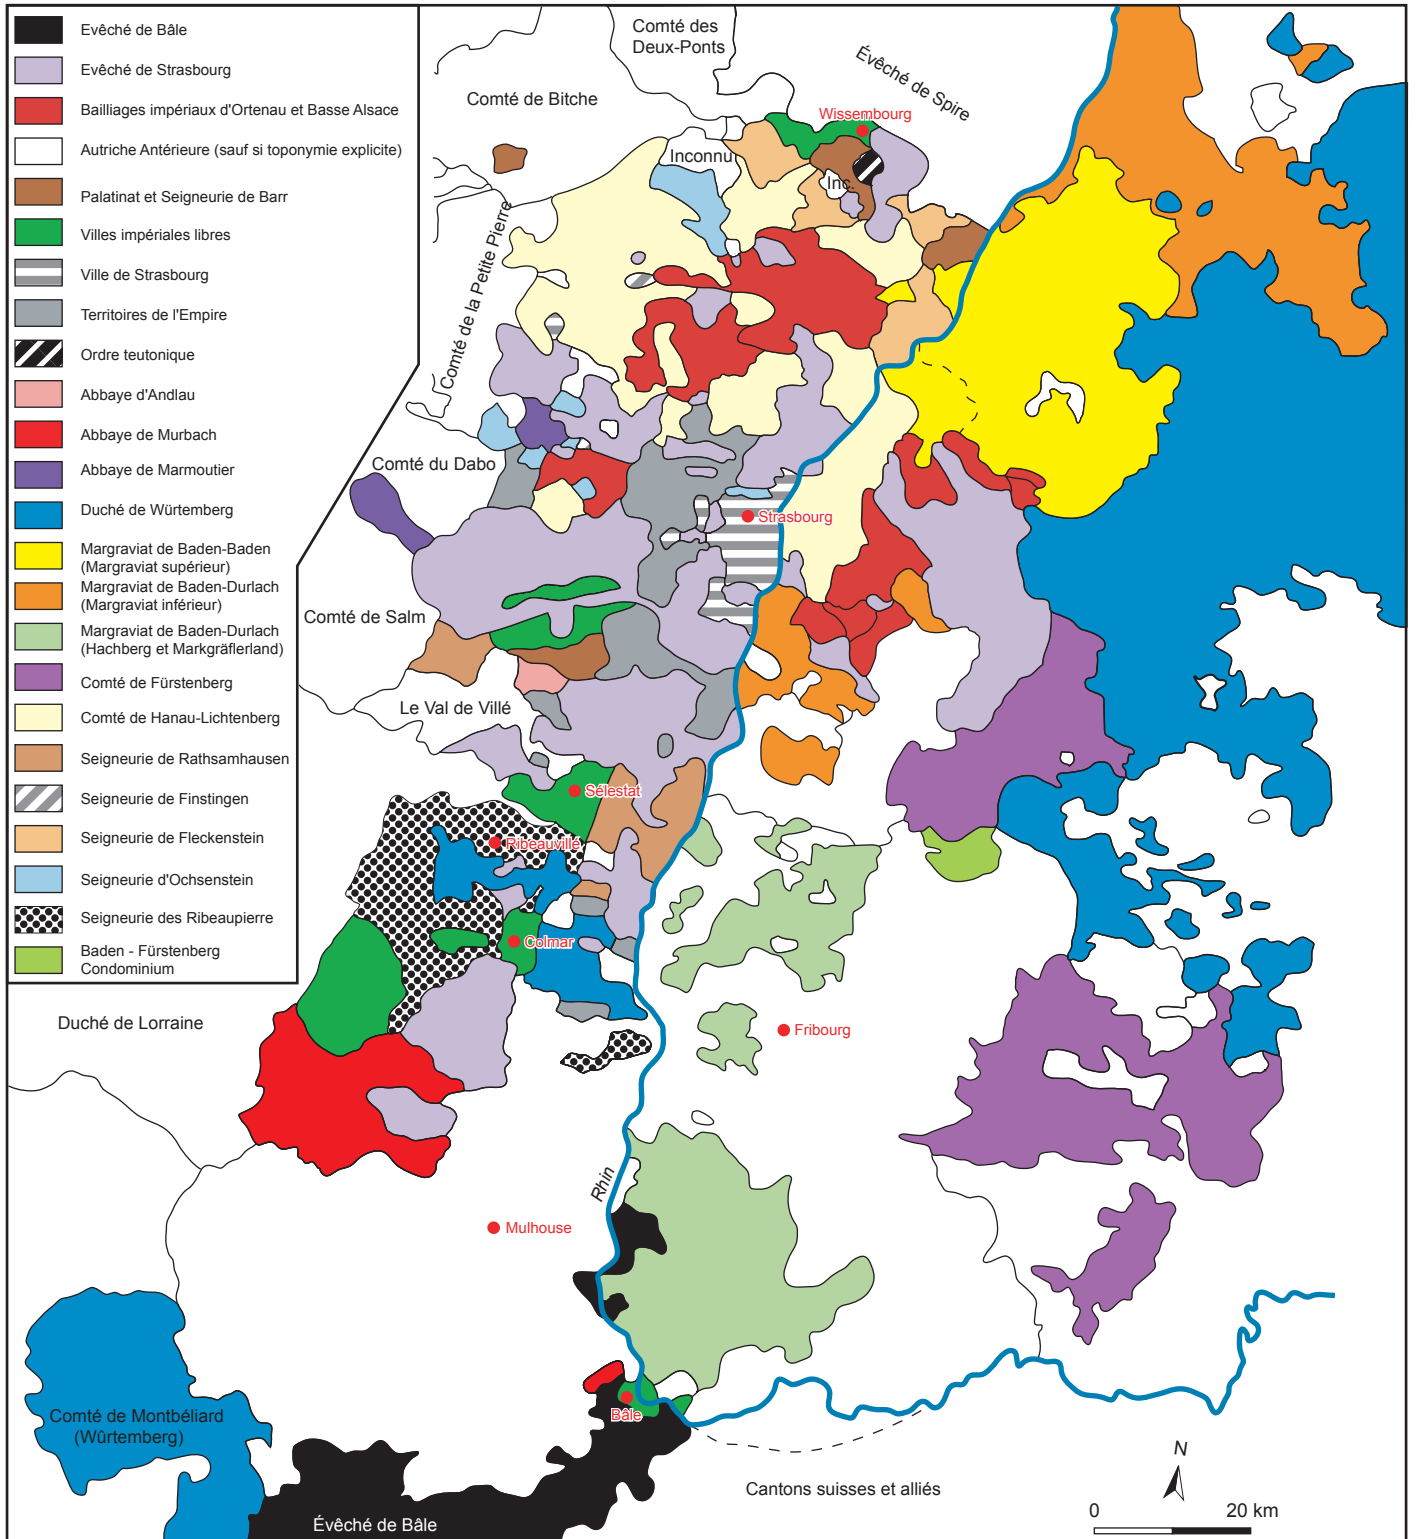 Evêché de Bâle
Evêché de Strasbourg
Bailliages impériaux d'Ortenau et Basse Alsace
Autriche Antérieure (sauf si toponymie explicite)
Palatinat et Seigneurie de Barr
Villes impériales libres
Ville de Strasbourg
Territoires de l'Empire
Ordre teutonique
Abbaye d'Andlau
Abbaye de Murbach
Abbaye de Marmoutier
Duché de Würtemberg
Margraviat de Baden-Baden
(Margraviat supérieur)
Margraviat de Baden-Durlach
(Margraviat inférieur)
Margraviat de Baden-Durlach
(Hachberg et Markgräflerland)
Comté de Fürstenberg
Comté de Hanau-Lichtenberg
Seigneurie de Rathsamhausen
Seigneurie de Finstingen
Seigneurie de Fleckenstein
Seigneurie d'Ochsenstein
Seigneurie des Ribeaupierre
Baden - Fürstenberg
Condominium
Comté des
Deux-Ponts
Évêché de Spire
Comté de Bitche
Wissembourg
Inconnu
Inc.
Comté de la Petite Pierre
Comté du Dabo
Strasbourg
Comté de Salm
Le Val de Villé
Sélestat
Ribeauvillé
Colmar
Duché de Lorraine
Fribourg
Rhin
Mulhouse
Bâle
Comté de Montbéliard
(Wûrtemberg)
Évêché de Bâle
Cantons suisses et alliés
N
0 20 km